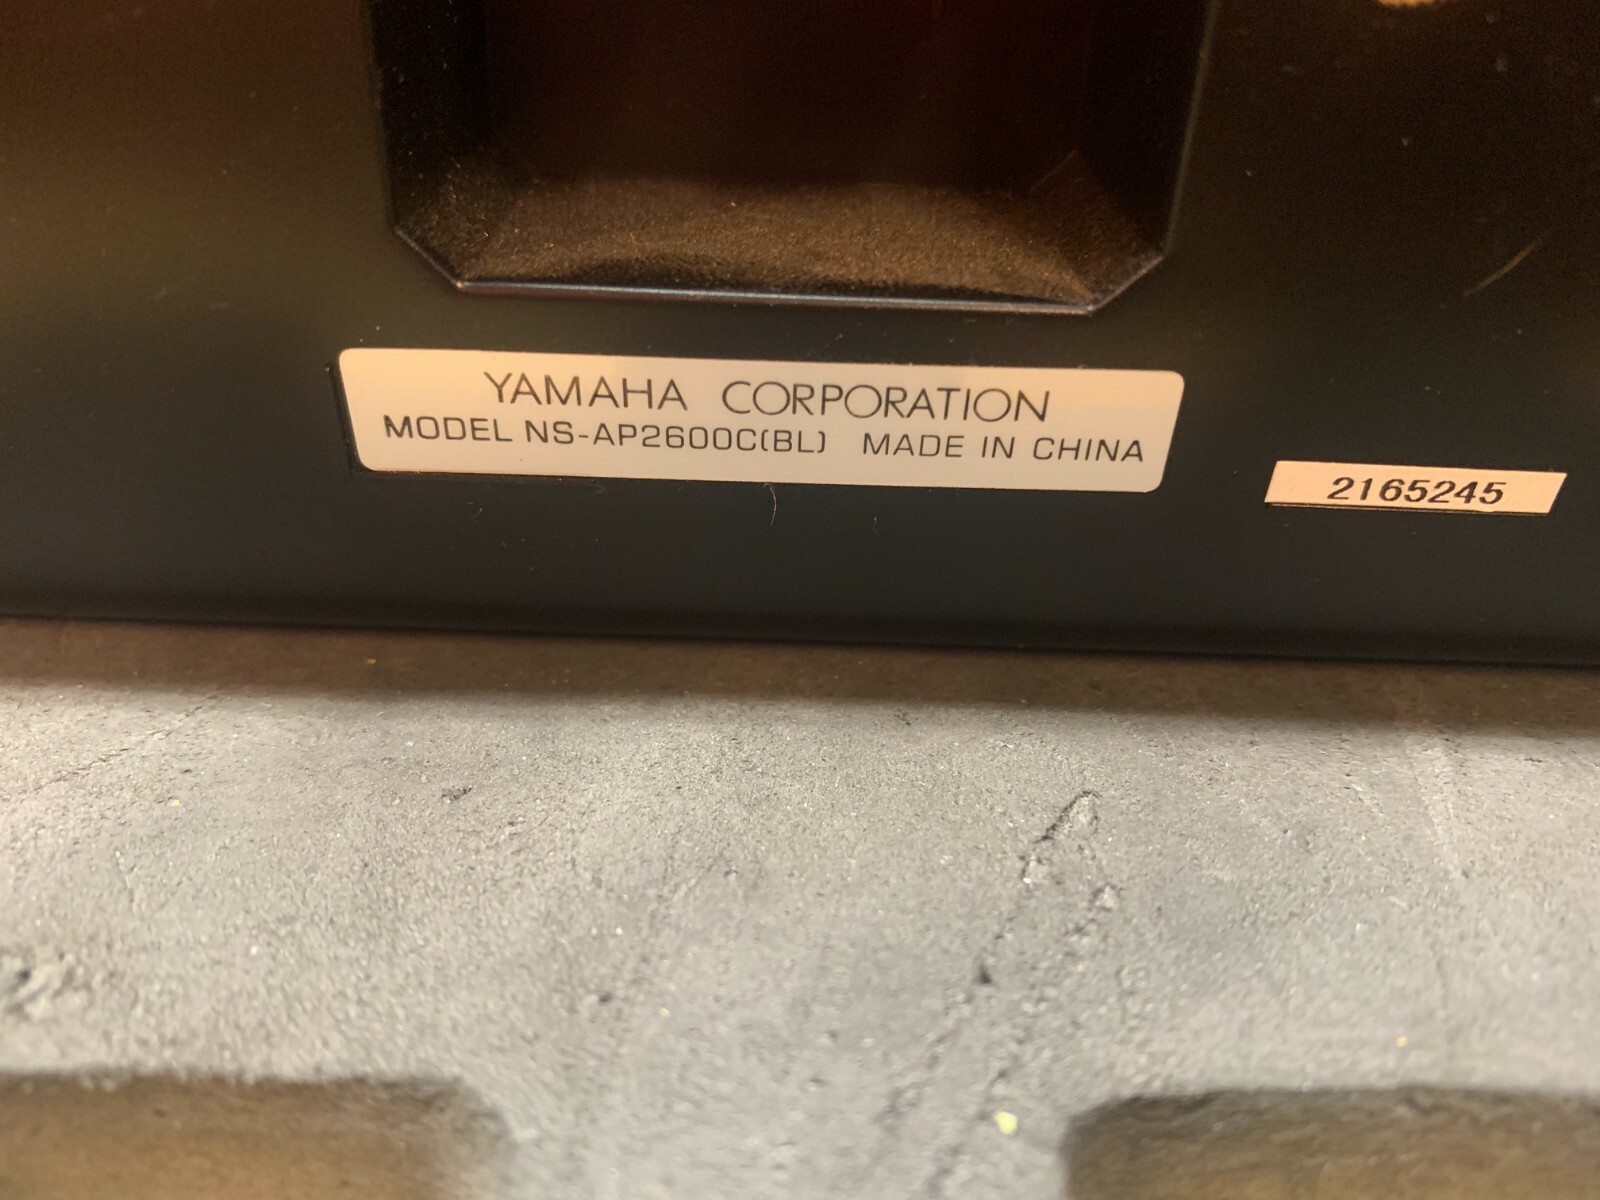 YAMAHA CORPORATION
MODEL NS-AP2600C(BL) MADE IN CHINA
2165245